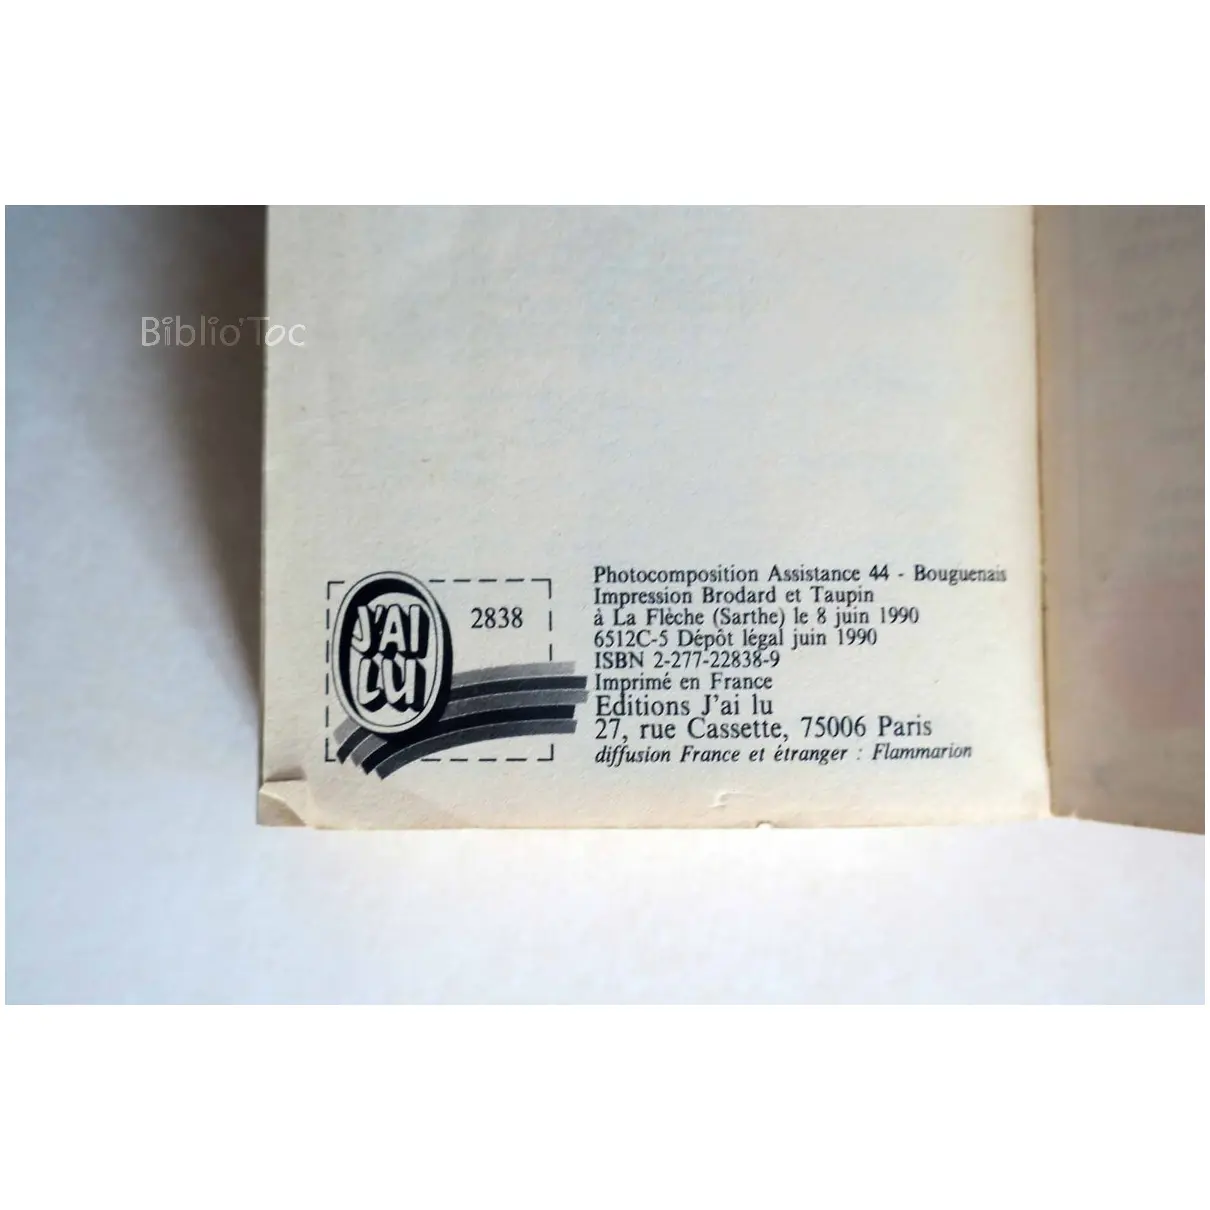 Biblio'Toc
J'AI
LU
2838
Photocomposition Assistance 44 - Bouguenais
Impression Brodard et Taupin
à La Flèche (Sarthe) le 8 juin 1990
6512C-5 Dépôt légal juin 1990
ISBN 2-277-22838-9
Imprimé en France
Editions J'ai lu
27, rue Cassette, 75006 Paris
diffusion France et étranger : Flammarion